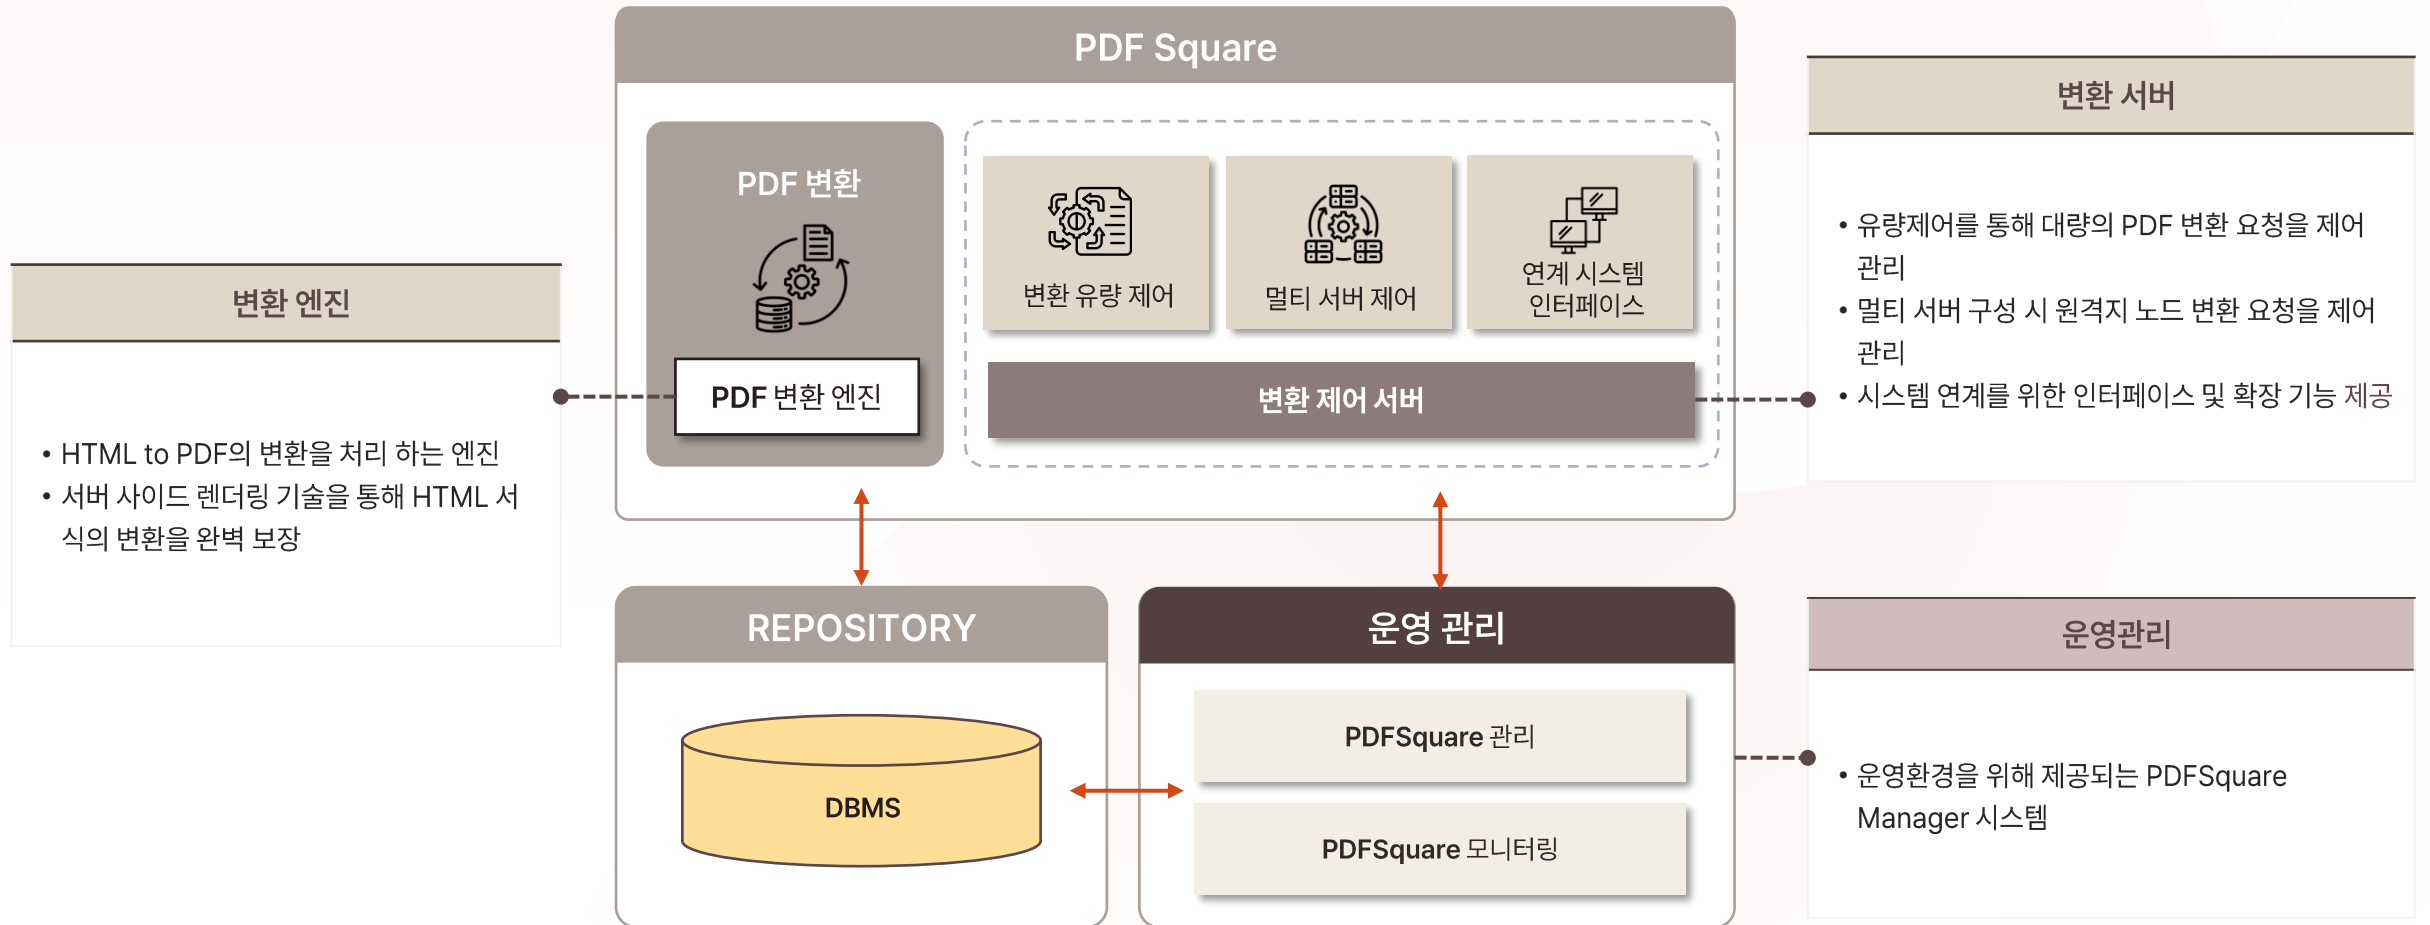 PDF Square
PDF 변환
PDF 변환 엔진
변환 유량 제어
멀티 서버 제어
연계 시스템
인터페이스
변환 제어 서버
변환 엔진
• HTML to PDF의 변환을 처리 하는 엔진
• 서버 사이드 렌더링 기술을 통해 HTML 서
식의 변환을 완벽 보장
변환 서버
• 유량제어를 통해 대량의 PDF 변환 요청을 제어
관리
• 멀티 서버 구성 시 원격지 노드 변환 요청을 제어
관리
• 시스템 연계를 위한 인터페이스 및 확장 기능 제공
REPOSITORY
DBMS
운영 관리
PDFSquare 관리
PDFSquare 모니터링
운영관리
• 운영환경을 위해 제공되는 PDFSquare
Manager 시스템